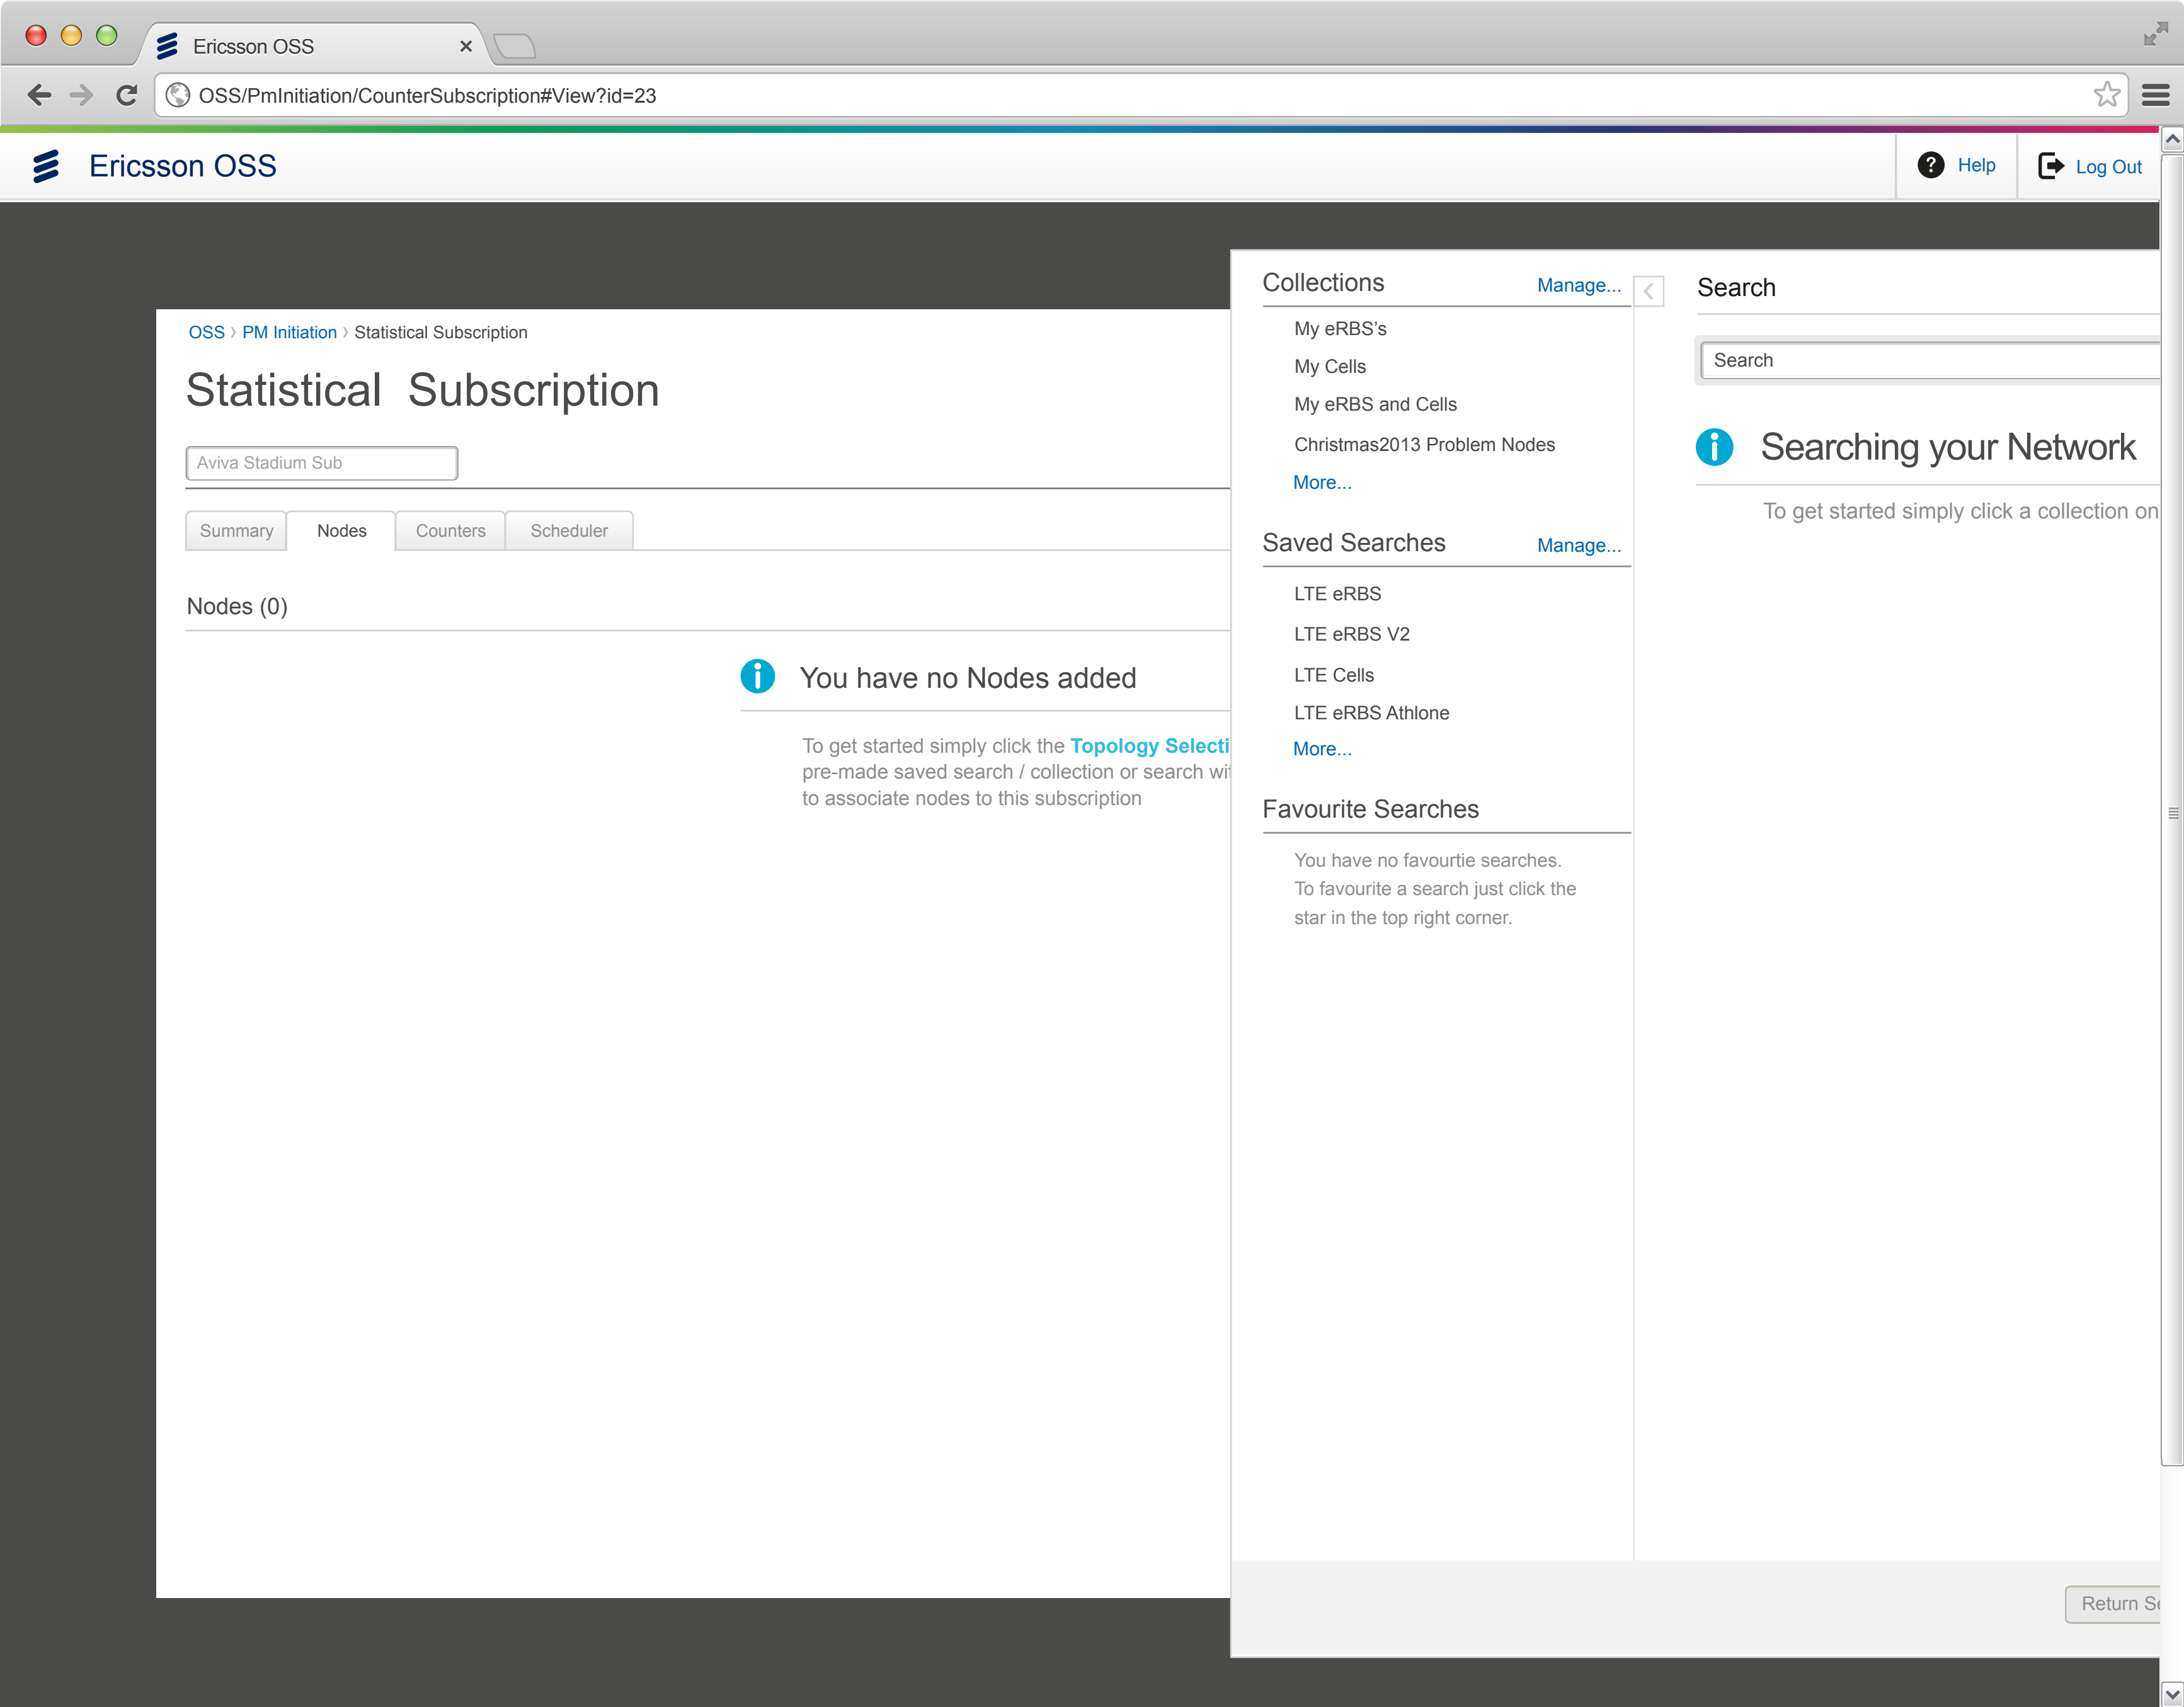 Ericsson OSS
OSS/PmInitiation/CounterSubscription#View?id=23
Ericsson OSS
Help
Log Out
OSS › PM Initiation › Statistical Subscription
Statistical Subscription
Aviva Stadium Sub
Summary
Nodes
Counters
Scheduler
Nodes (0)
You have no Nodes added
To get started simply click the Topology Selecti
pre-made saved search / collection or search wit
to associate nodes to this subscription
Collections
Manage...
My eRBS’s
My Cells
My eRBS and Cells
Christmas2013 Problem Nodes
More...
Saved Searches
Manage...
LTE eRBS
LTE eRBS V2
LTE Cells
LTE eRBS Athlone
More...
Favourite Searches
You have no favourtie searches.
To favourite a search just click the
star in the top right corner.
Search
Search
Searching your Network
To get started simply click a collection on
Return Se